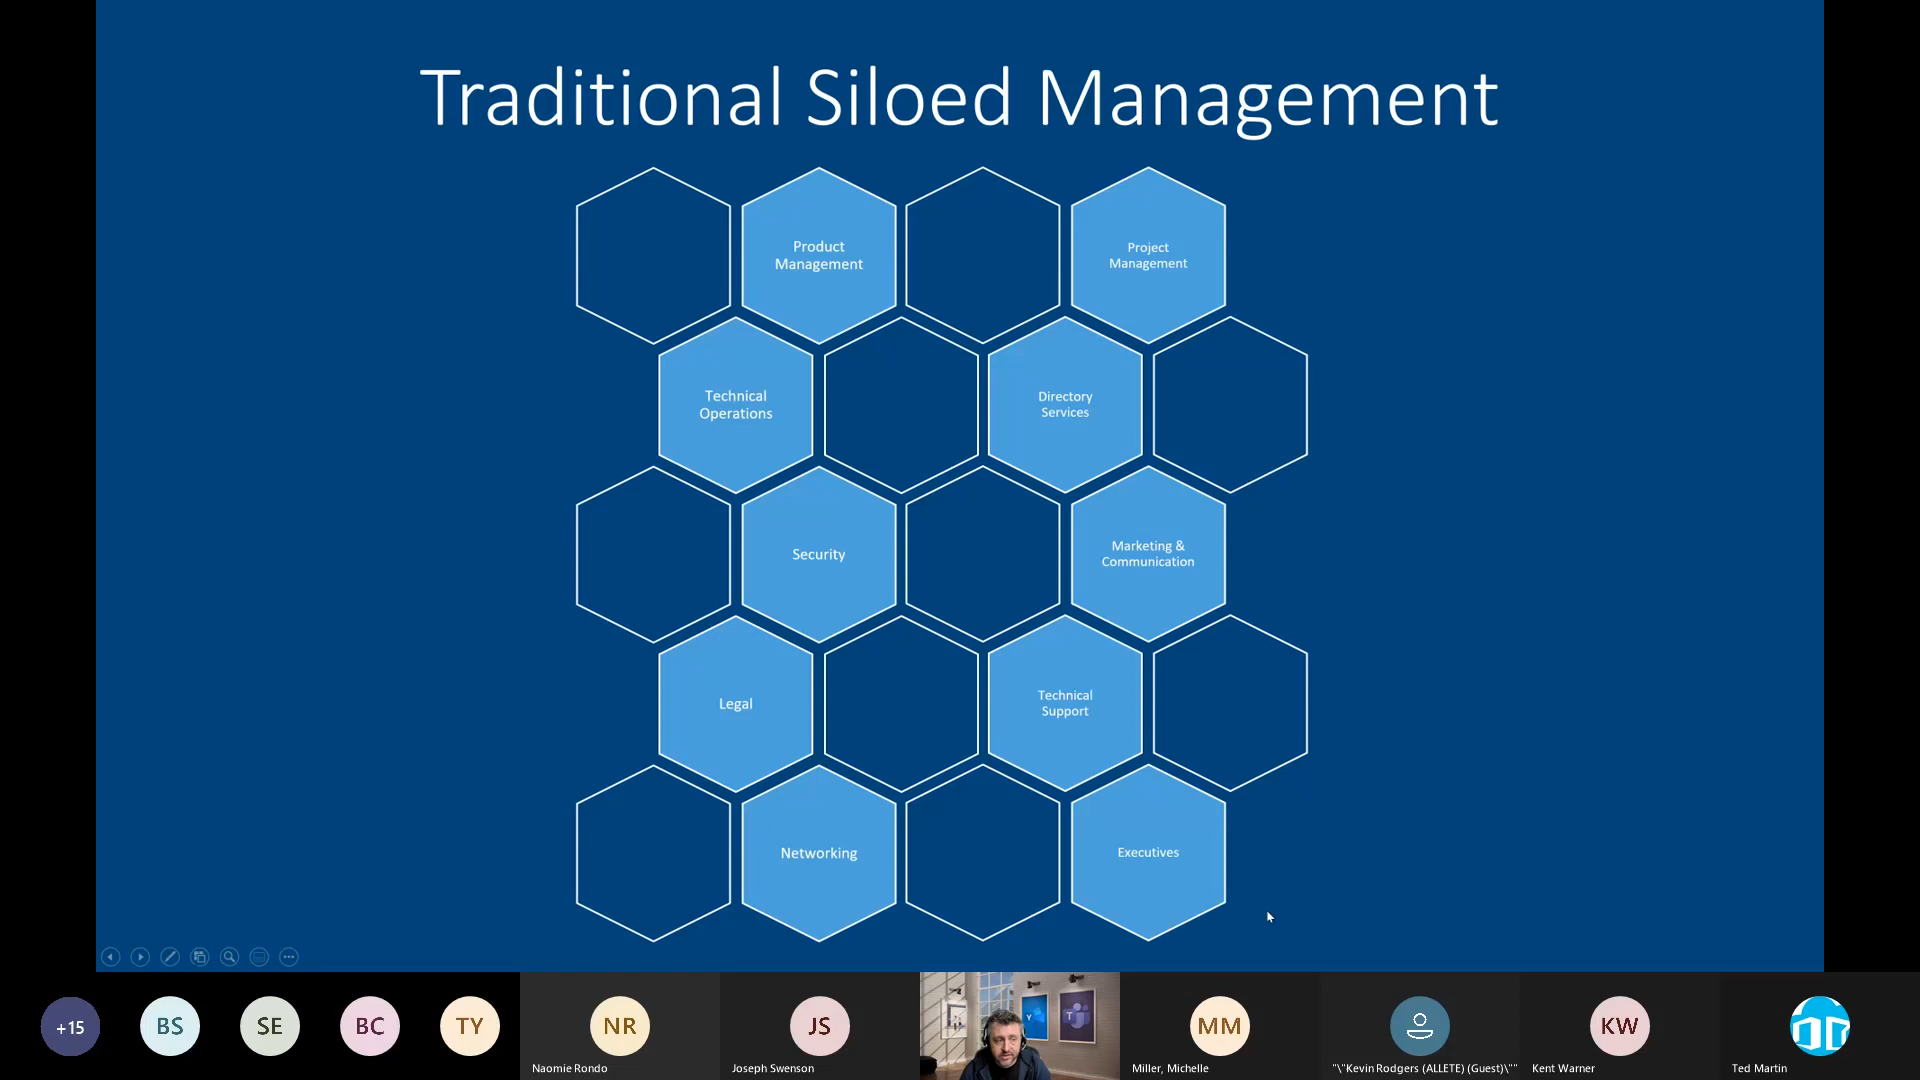 Traditional Siloed Management
Product
Management
Project
Management
Technical
Operations
Directory
Services
Security
Marketing &
Communication
Legal
Technical
Support
Networking
Executives
+15
BS
SE
BC
TY
NR
JS
MM
KW
Naomie Rondo
Joseph Swenson
Miller, Michelle
"\"Kevin Rodgers (ALLETE) (Guest)\""
Kent Warner
Ted Martin